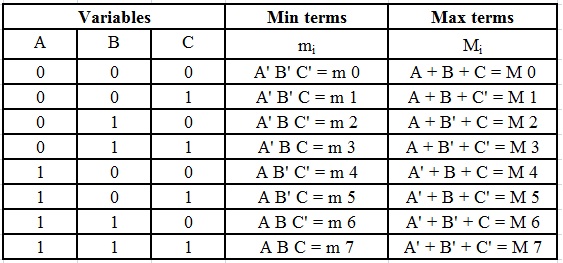 Variables Min terms Max terms
A B C mi Mi
0 0 0 A' B' C' = m 0 A + B + C = M 0
0 0 1 A' B' C = m 1 A + B + C' = M 1
0 1 0 A' B C' = m 2 A + B' + C = M 2
0 1 1 A' B C = m 3 A + B' + C' = M 3
1 0 0 A B' C' = m 4 A' + B + C = M 4
1 0 1 A B' C = m 5 A' + B + C' = M 5
1 1 0 A B C' = m 6 A' + B' + C = M 6
1 1 1 A B C = m 7 A' + B' + C' = M 7